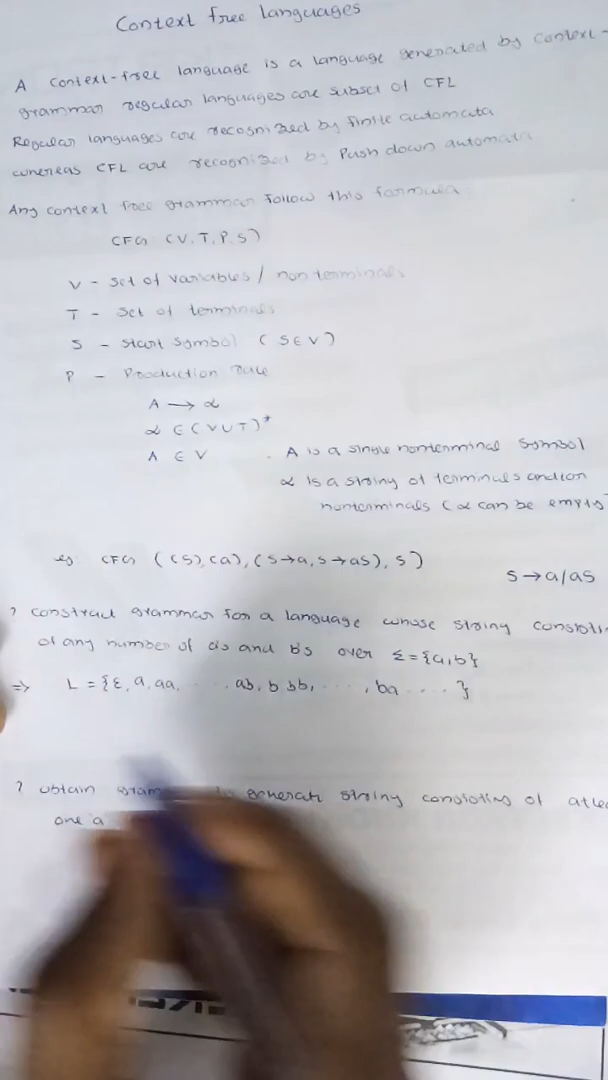 Context free languages
A context-free language is a language generated by context-
grammar regular languages are subset of CFL
Regular languages are recognized by finite automata
whereas CFL are recognized by Push down automata
Any context free grammar follow this formula
CFG (V, T, P, S)
V - Set of variables / non terminals
T - Set of terminals
S - Start Symbol (S ∈ V)
P - Production rule
A → α
α ∈ (V ∪ T)*
A ∈ V . A is a single nonterminal symbol
α is a string of terminals and/or
nonterminals (α can be empty
eg: CFG ((S), (a), (S→a, S→aS), S)
S → a/aS
? construct grammar for a language whose string consists
of any number of a's and b's over Σ={a,b}
⇒ L = {ε, a, aa, ..... ab, b bb, ...., ba .... }
? obtain generate string consisting of
one a